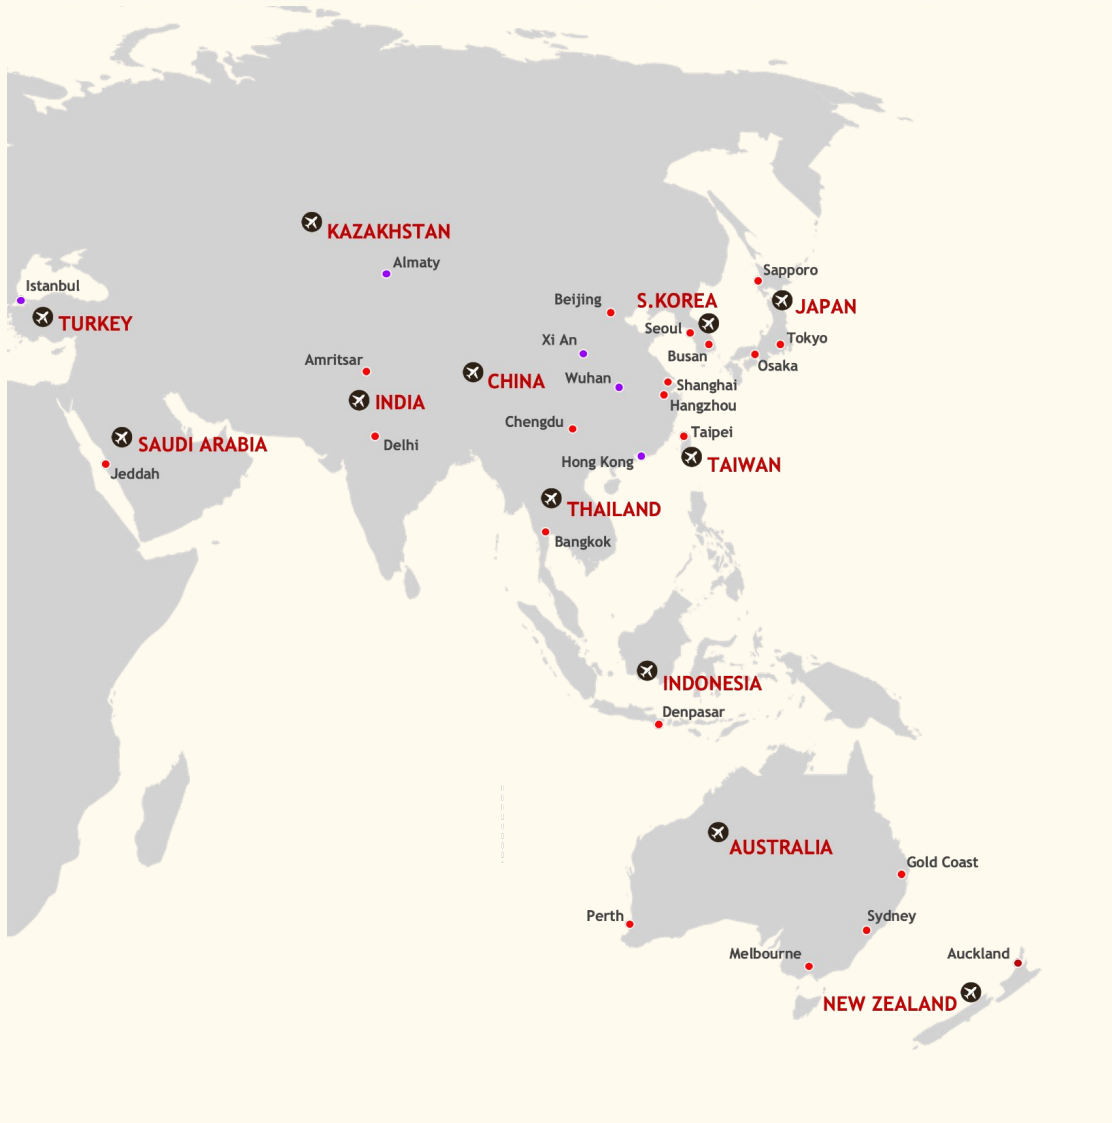 KAZAKHSTAN
Almaty
Sapporo
Istanbul
Beijing
S.KOREA
JAPAN
TURKEY
Seoul
Xi An
Tokyo
Busan
Amritsar
Osaka
CHINA
Wuhan
Shanghai
INDIA
Hangzhou
Chengdu
Taipei
SAUDI ARABIA
Delhi
Hong Kong
TAIWAN
Jeddah
THAILAND
Bangkok
INDONESIA
Denpasar
AUSTRALIA
Gold Coast
Perth
Sydney
Melbourne
Auckland
NEW ZEALAND